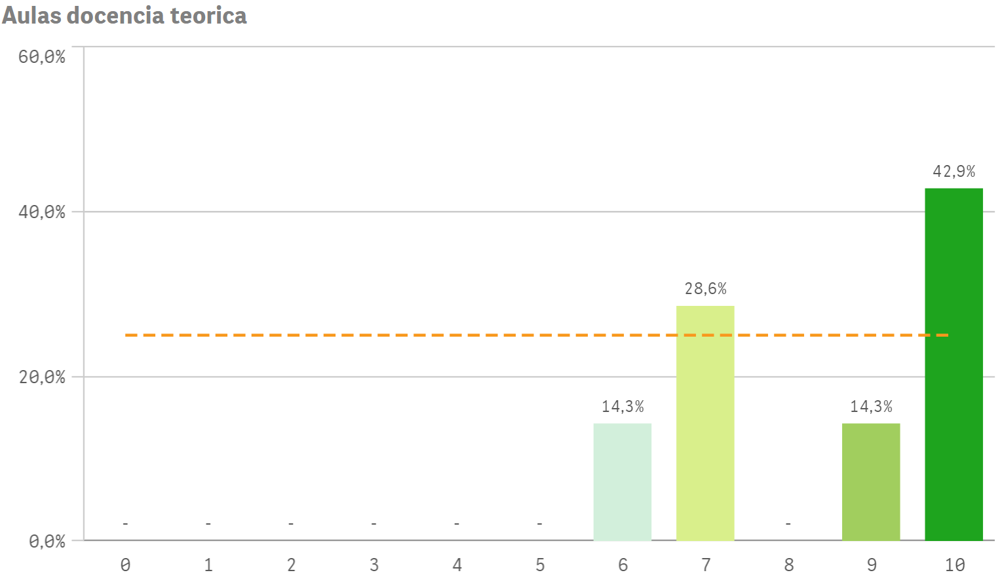 Aulas docencia teorica
60,0%
42,9%
40,0%
28,6%
20,0%
14,3% 14,3%
- - - - - - -
0,0%
0 1 2 3 4 5 6 7 8 9 10